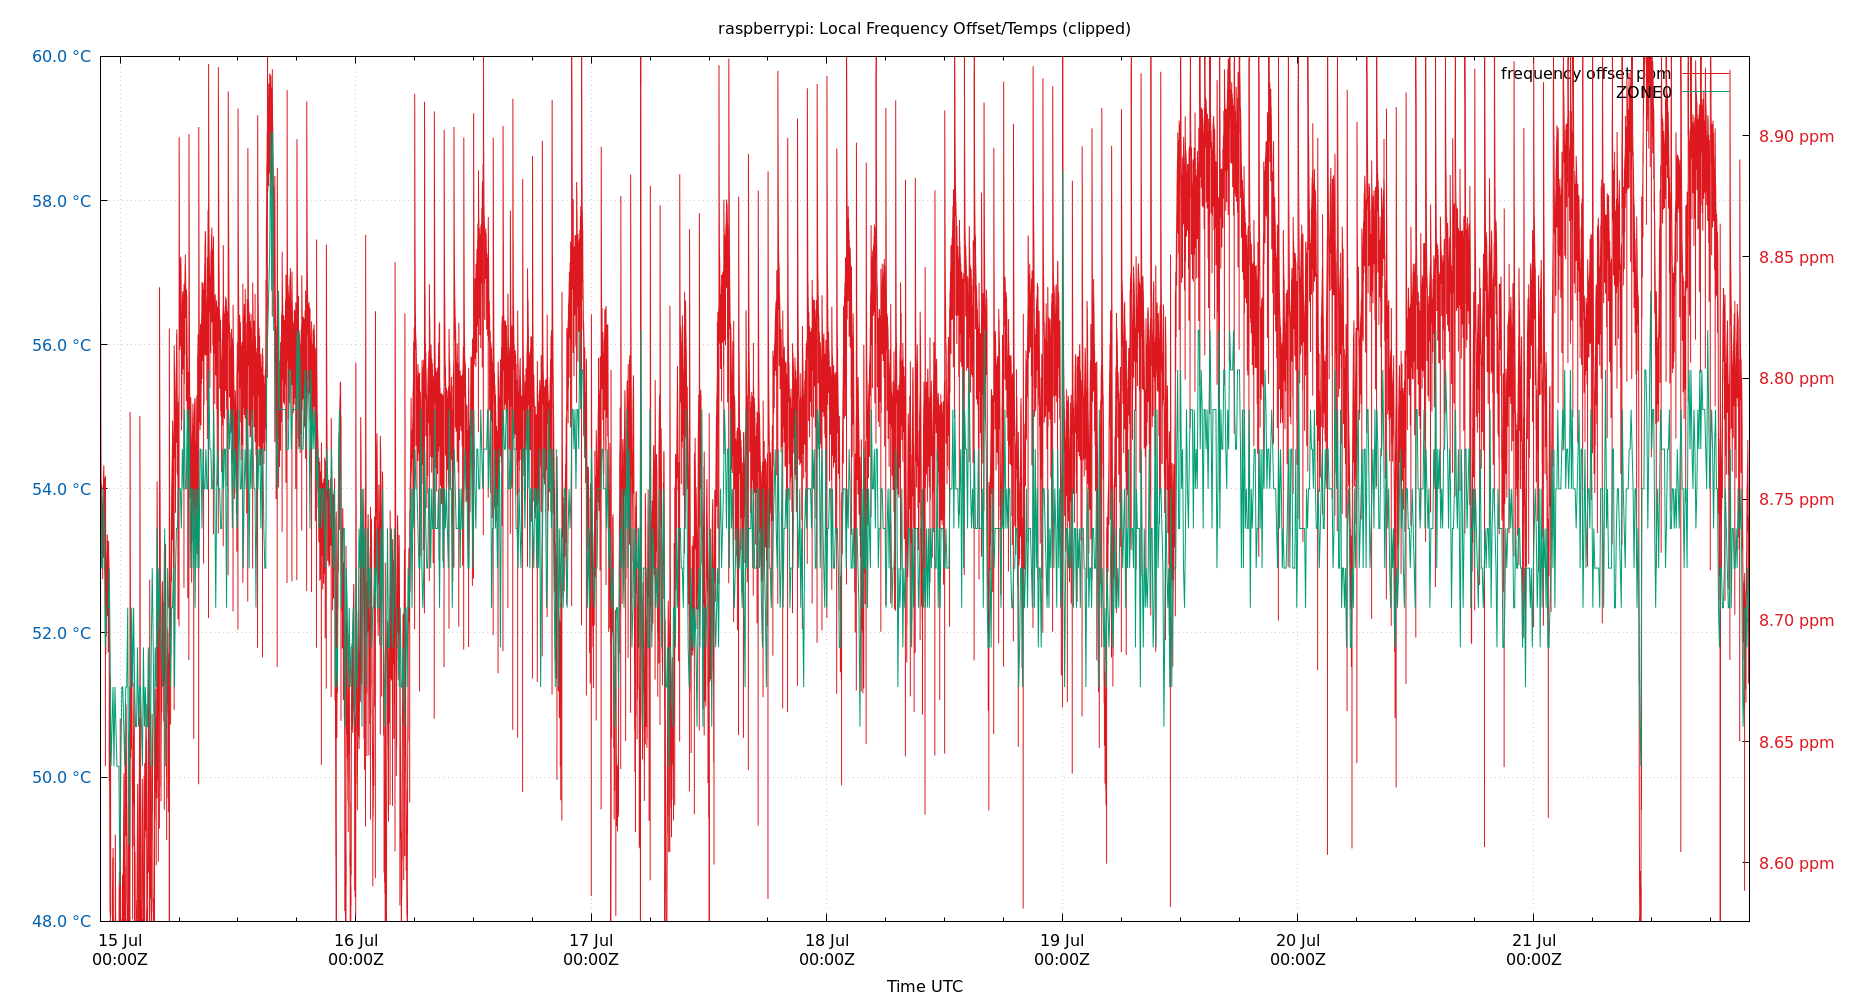 raspberrypi: Local Frequency Offset/Temps (clipped)
60.0 °C
58.0 °C
56.0 °C
54.0 °C
52.0 °C
50.0 °C
48.0 °C
frequency offset ppm
ZONE0
8.90 ppm
8.85 ppm
8.80 ppm
8.75 ppm
8.70 ppm
8.65 ppm
8.60 ppm
15 Jul
00:00Z
16 Jul
00:00Z
17 Jul
00:00Z
18 Jul
00:00Z
19 Jul
00:00Z
20 Jul
00:00Z
21 Jul
00:00Z
Time UTC